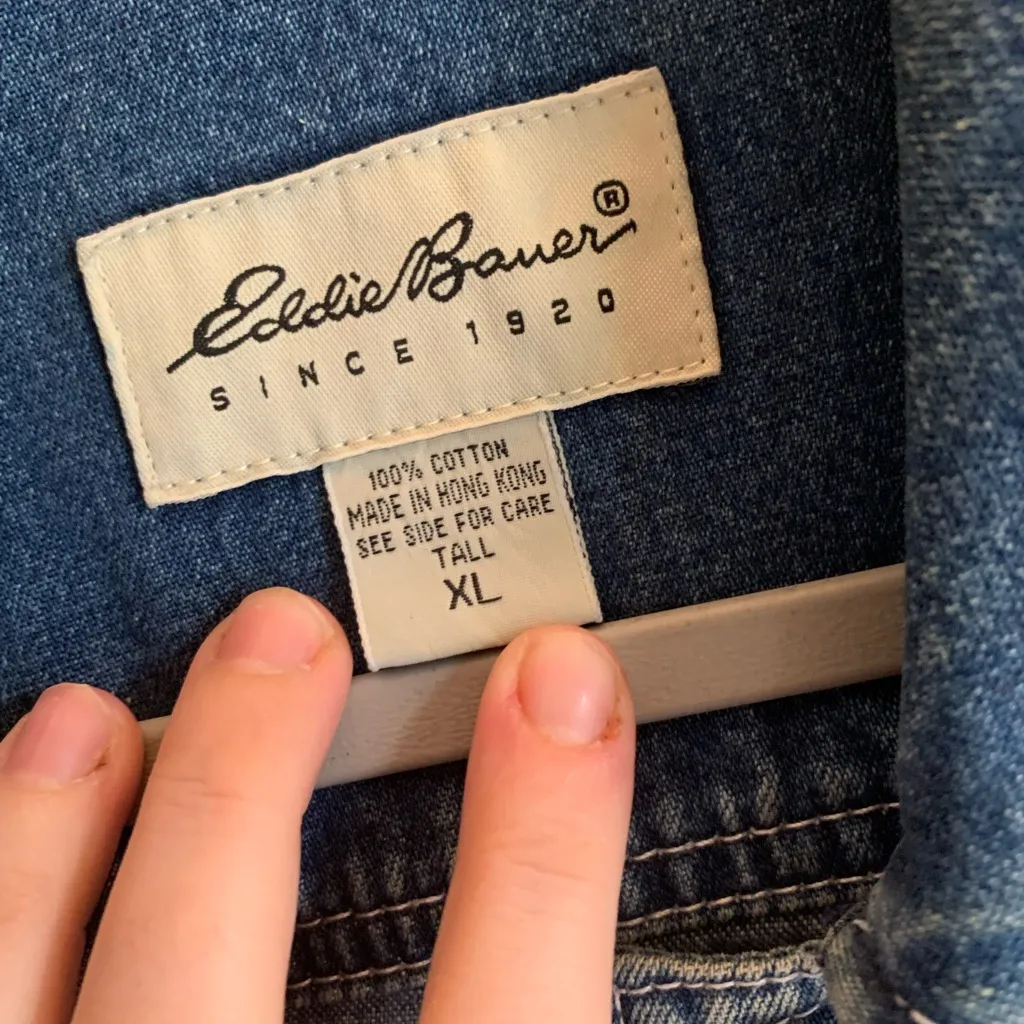 Eddie Bauer®
SINCE 1920
100% COTTON
MADE IN HONG KONG
SEE SIDE FOR CARE
TALL
XL